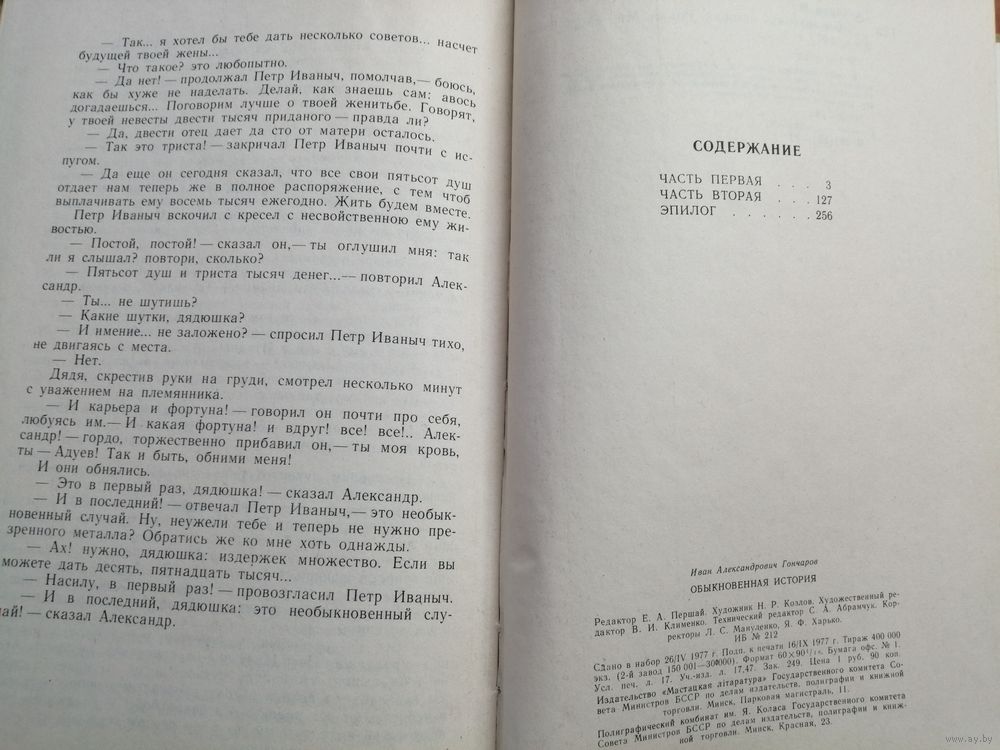 — Так... я хотел бы тебе дать несколько советов... насчет
будущей твоей жены...
— Что такое? это любопытно.
— Да нет! — продолжал Петр Иваныч, помолчав,— боюсь,
как бы хуже не наделать. Делай, как знаешь сам: авось
догадаешься... Поговорим лучше о твоей женитьбе. Говорят,
у твоей невесты двести тысяч приданого — правда ли?
— Да, двести отец дает да сто от матери осталось.
— Так это триста! — закричал Петр Иваныч почти с ис-
пугом.
— Да еще он сегодня сказал, что все свои пятьсот душ
отдает нам теперь же в полное распоряжение, с тем чтоб
выплачивать ему восемь тысяч ежегодно. Жить будем вместе.
Петр Иваныч вскочил с кресел с несвойственною ему жи-
востью.
— Постой, постой! — сказал он,— ты оглушил мня: так
ли я слышал? повтори, сколько?
— Пятьсот душ и триста тысяч денег...— повторил Алек-
сандр.
— Ты... не шутишь?
— Какие шутки, дядюшка?
— И имение... не заложено? — спросил Петр Иваныч тихо,
не двигаясь с места.
— Нет.
Дядя, скрестив руки на груди, смотрел несколько минут
с уважением на племянника.
— И карьера и фортуна! — говорил он почти про себя,
любуясь им.— И какая фортуна! и вдруг! все! все!.. Алек-
сандр! — гордо, торжественно прибавил он,— ты моя кровь,
ты — Адуев! Так и быть, обними меня!
И они обнялись.
— Это в первый раз, дядюшка! — сказал Александр.
— И в последний! — отвечал Петр Иваныч,— это необык-
новенный случай. Ну, неужели тебе и теперь не нужно пре-
зренного металла? Обратись же ко мне хоть однажды.
— Ах! нужно, дядюшка: издержек множество. Если вы
можете дать десять, пятнадцать тысяч...
— Насилу, в первый раз! — провозгласил Петр Иваныч.
— И в последний, дядюшка: это необыкновенный слу-
чай! — сказал Александр.
СОДЕРЖАНИЕ
ЧАСТЬ ПЕРВАЯ . . . 3
ЧАСТЬ ВТОРАЯ . . . 127
ЭПИЛОГ . . . . . . 256
Иван Александрович Гончаров
ОБЫКНОВЕННАЯ ИСТОРИЯ
Редактор Е. А. Першай. Художник Н. Р. Козлов. Художественный ре-
дактор В. И. Клименко. Технический редактор С. А. Абрамчук. Кор-
ректоры Л. С. Мануленко, Я. Ф. Харько.
ИБ № 212
Сдано в набор 26/IV 1977 г. Подп. к печати 16/IX 1977 г. Тираж 400 000
экз. (2-й завод 150 001—300000). Формат 60×90¹/₁₆. Бумага офс. № 1.
Усл. печ. л. 17. Уч.-изд. л. 17,47. Зак. 249. Цена 1 руб. 90 коп.
Издательство «Мастацкая літаратура» Государственного комитета Со-
вета Министров БССР по делам издательств, полиграфии и книжной
торговли. Минск, Парковая магистраль, 11.
Полиграфический комбинат им. Я. Коласа Государственного комитета
Совета Министров БССР по делам издательств, полиграфии и книж-
ной торговли. Минск, Красная, 23.
www.ay.by